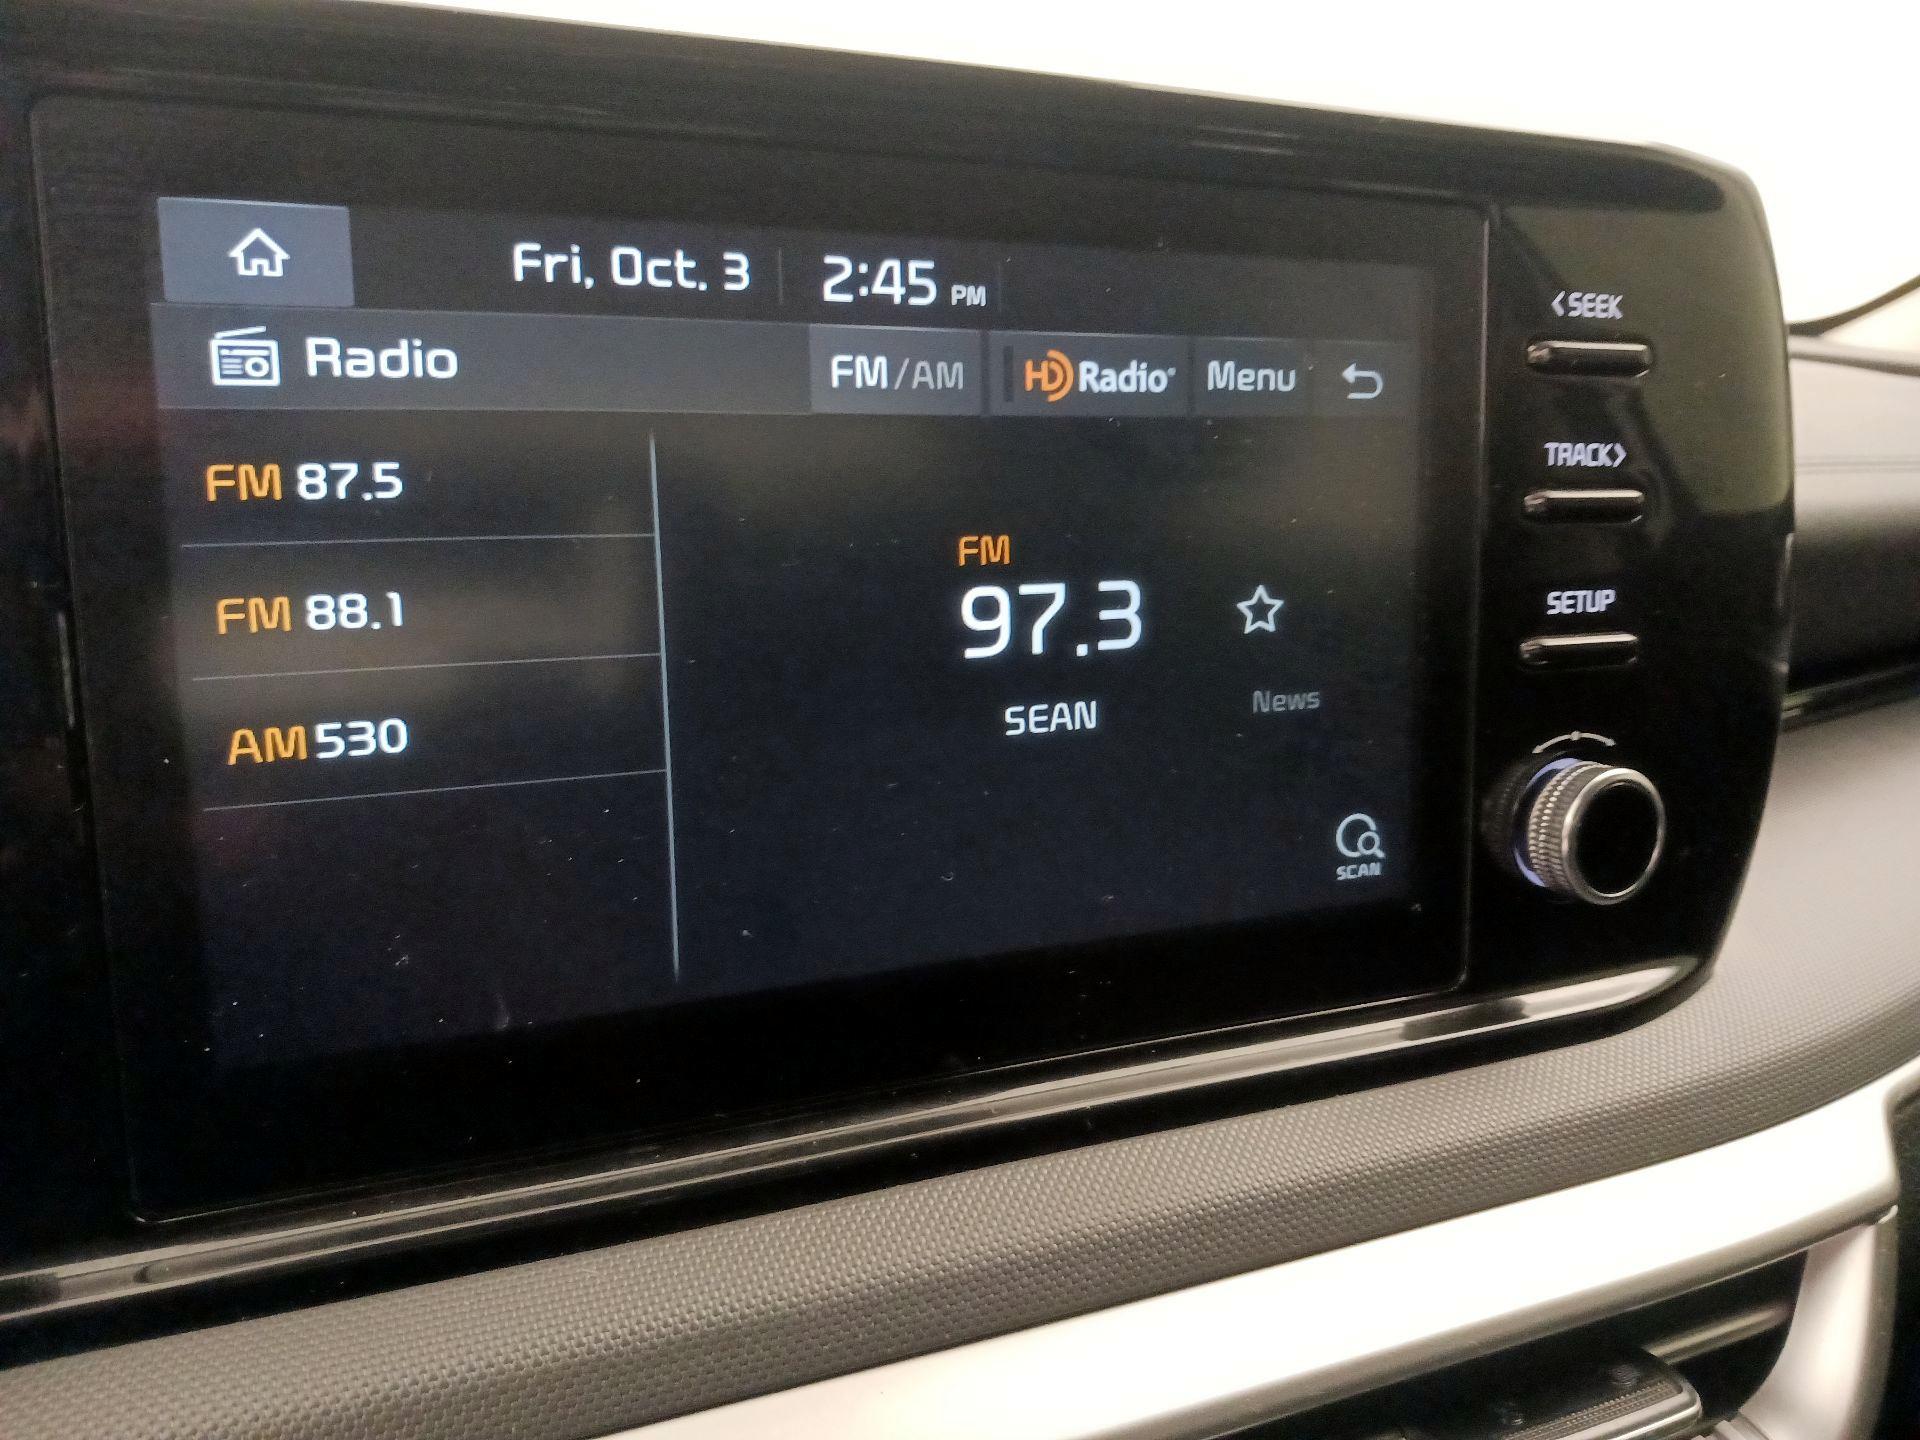 Fri, Oct. 3 2:45 PM
Radio FM/AM HD Radio Menu
FM 87.5
FM 88.1
AM 530
FM
97.3
SEAN
News
SCAN
<SEEK
TRACK>
SETUP